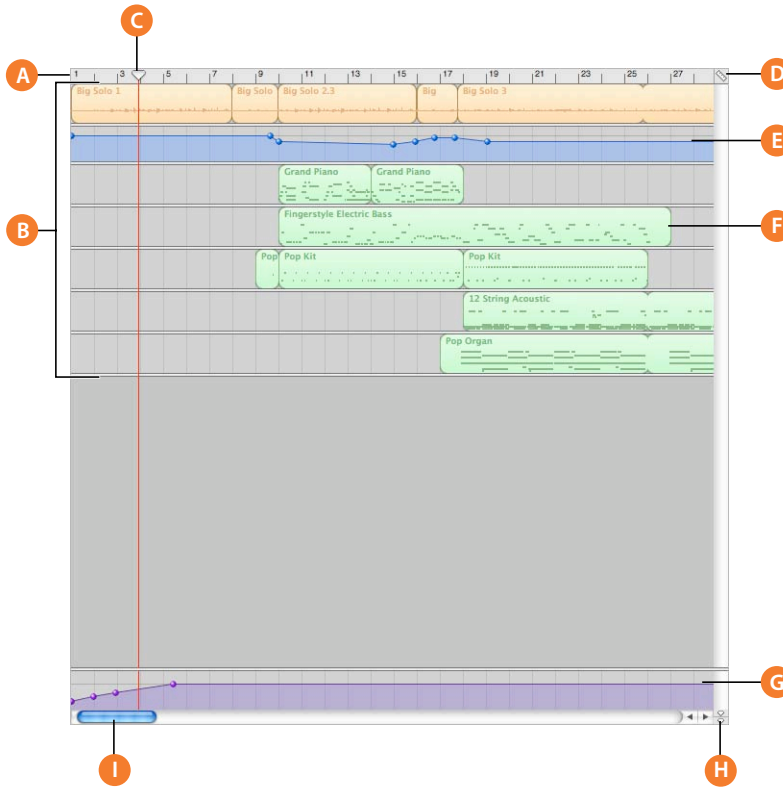 C
A
1 3 5 7 9 11 13 15 17 19 21 23 25 27
D
Big Solo 1 Big Solo Big Solo 2.3 Big Big Solo 3
E
Grand Piano Grand Piano
B
Fingerstyle Electric Bass
F
Pop Pop Kit Pop Kit
12 String Acoustic
Pop Organ
G
I
H